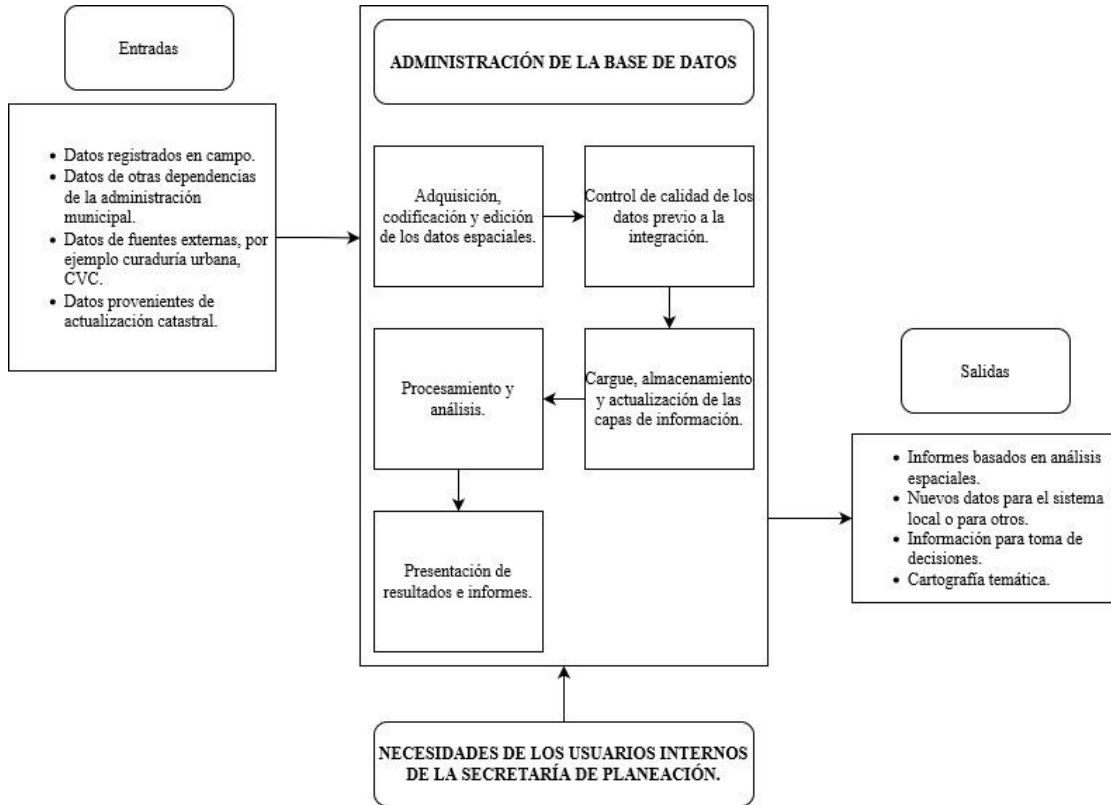 Entradas
• Datos registrados en campo.
• Datos de otras dependencias
de la administración
municipal.
• Datos de fuentes externas, por
ejemplo curaduría urbana,
CVC.
• Datos provenientes de
actualización catastral.
ADMINISTRACIÓN DE LA BASE DE DATOS
Adquisición,
codificación y edición
de los datos espaciales.
Control de calidad de los
datos previo a la
integración.
Cargue, almacenamiento
y actualización de las
capas de información.
Procesamiento y
análisis.
Presentación de
resultados e informes.
NECESIDADES DE LOS USUARIOS INTERNOS
DE LA SECRETARÍA DE PLANEACIÓN.
Salidas
• Informes basados en análisis
espaciales.
• Nuevos datos para el sistema
local o para otros.
• Información para toma de
decisiones.
• Cartografía temática.